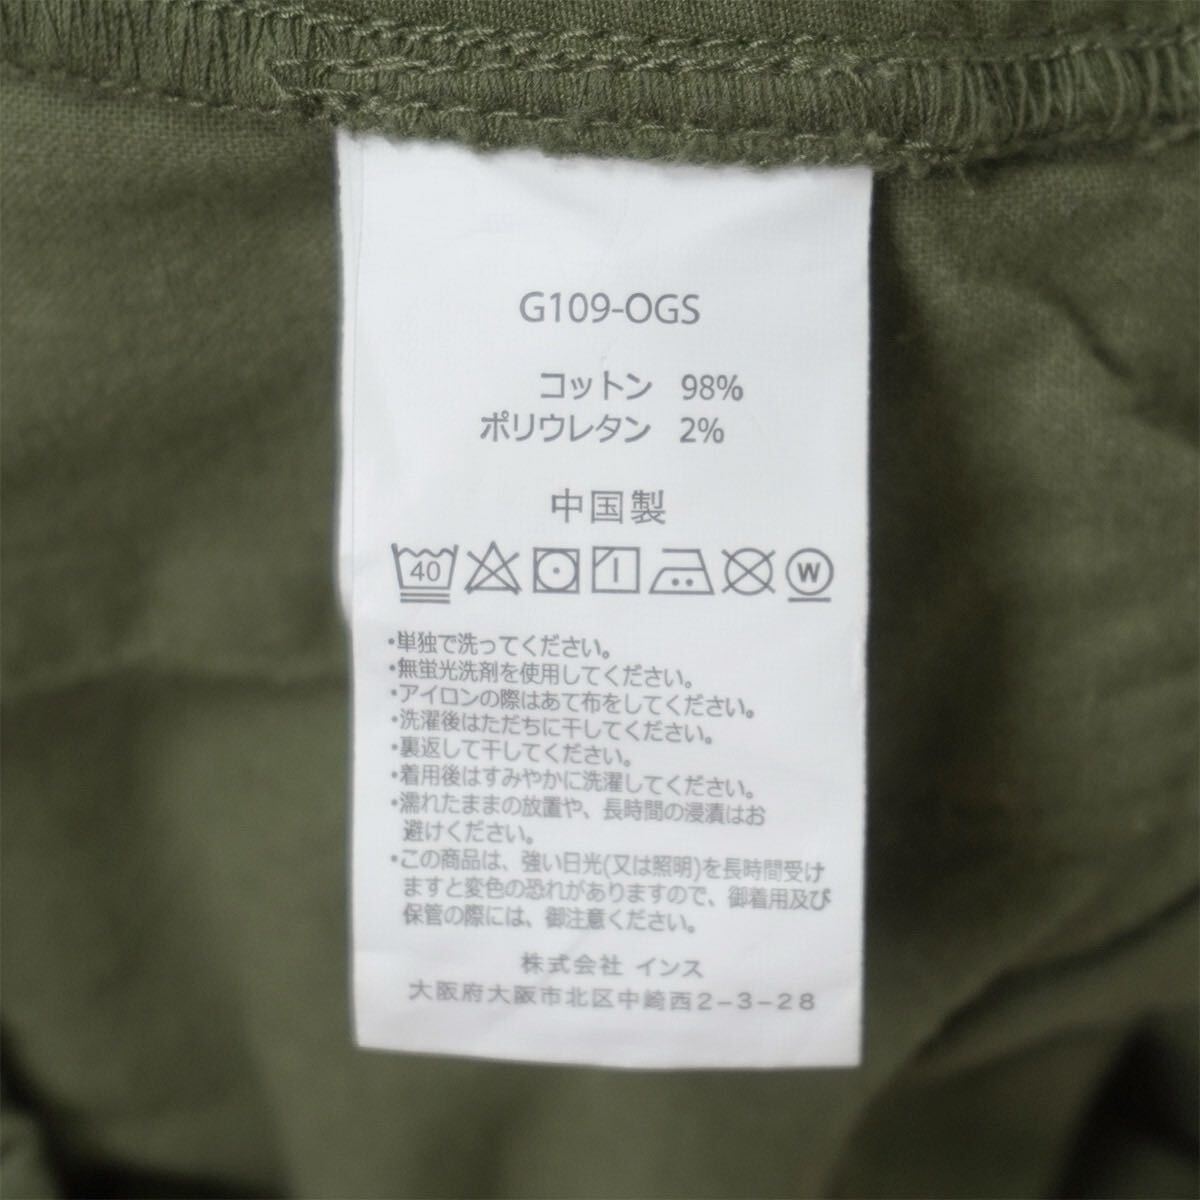 G109-OGS
コットン 98%
ポリウレタン 2%
中国製
40 W
・単独で洗ってください。
・無蛍光洗剤を使用してください。
・アイロンの際はあて布をしてください。
・洗濯後はただちに干してください。
・裏返して干してください。
・着用後はすみやかに洗濯してください。
・濡れたままの放置や、長時間の浸漬はお
避けください。
・この商品は、強い日光(又は照明)を長時間受け
ますと変色の恐れがありますので、御着用及び
保管の際には、御注意ください。
株式会社 インス
大阪府大阪市北区中崎西2-3-28